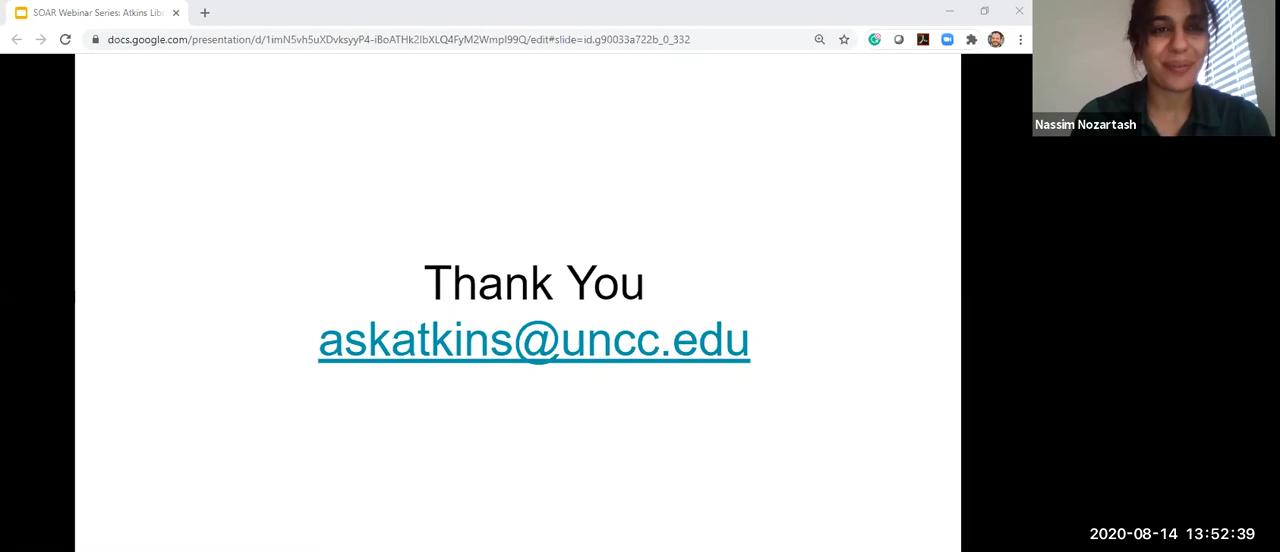 SOAR Webinar Series: Atkins Libr
docs.google.com/presentation/d/1imN5vh5uXDvksyyP4-iBoATHk2IbXLQ4FyM2WmpI99Q/edit#slide=id.g90033a722b_0_332
Nassim Nozartash
Thank You
askatkins@uncc.edu
2020-08-14 13:52:39